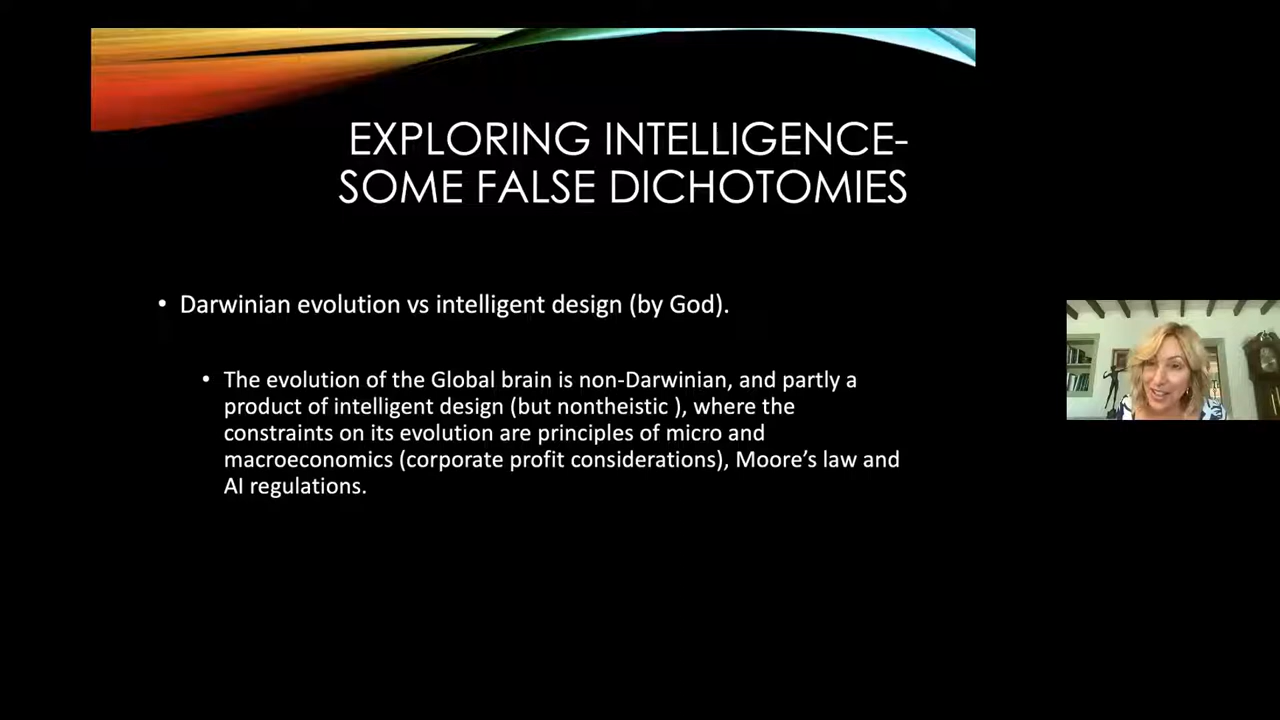 EXPLORING INTELLIGENCE-
SOME FALSE DICHOTOMIES
• Darwinian evolution vs intelligent design (by God).
• The evolution of the Global brain is non-Darwinian, and partly a
product of intelligent design (but nontheistic ), where the
constraints on its evolution are principles of micro and
macroeconomics (corporate profit considerations), Moore’s law and
AI regulations.